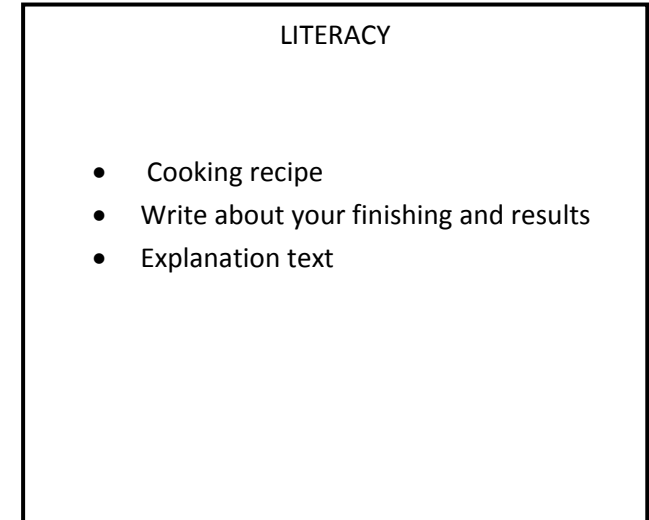 LITERACY
• Cooking recipe
• Write about your finishing and results
• Explanation text